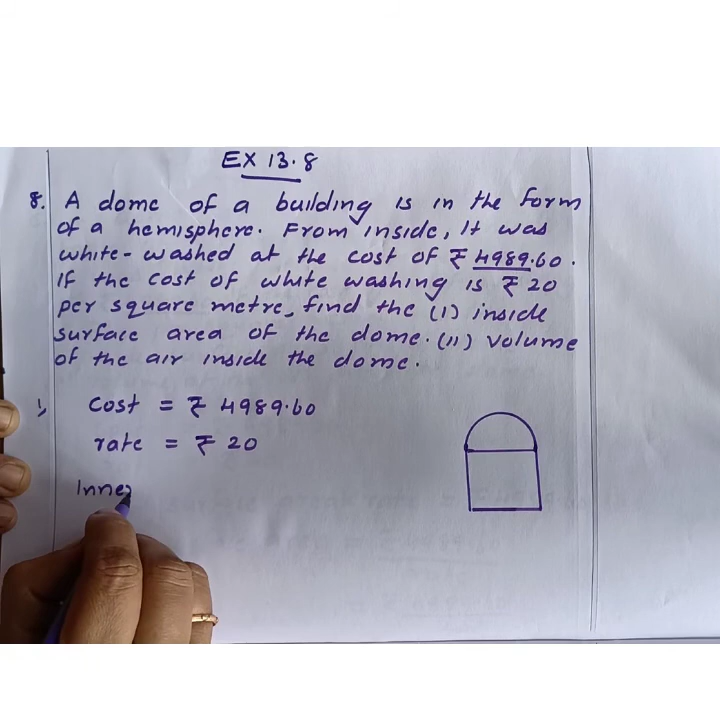 EX 13.8
8. A dome of a building is in the form
of a hemisphere. From inside, it was
white-washed at the cost of ₹ 4989.60.
If the cost of white washing is ₹ 20
per square metre, find the (i) inside
surface area of the dome. (ii) volume
of the air inside the dome.
i, cost = ₹ 4989.60
rate = ₹ 20
Inner